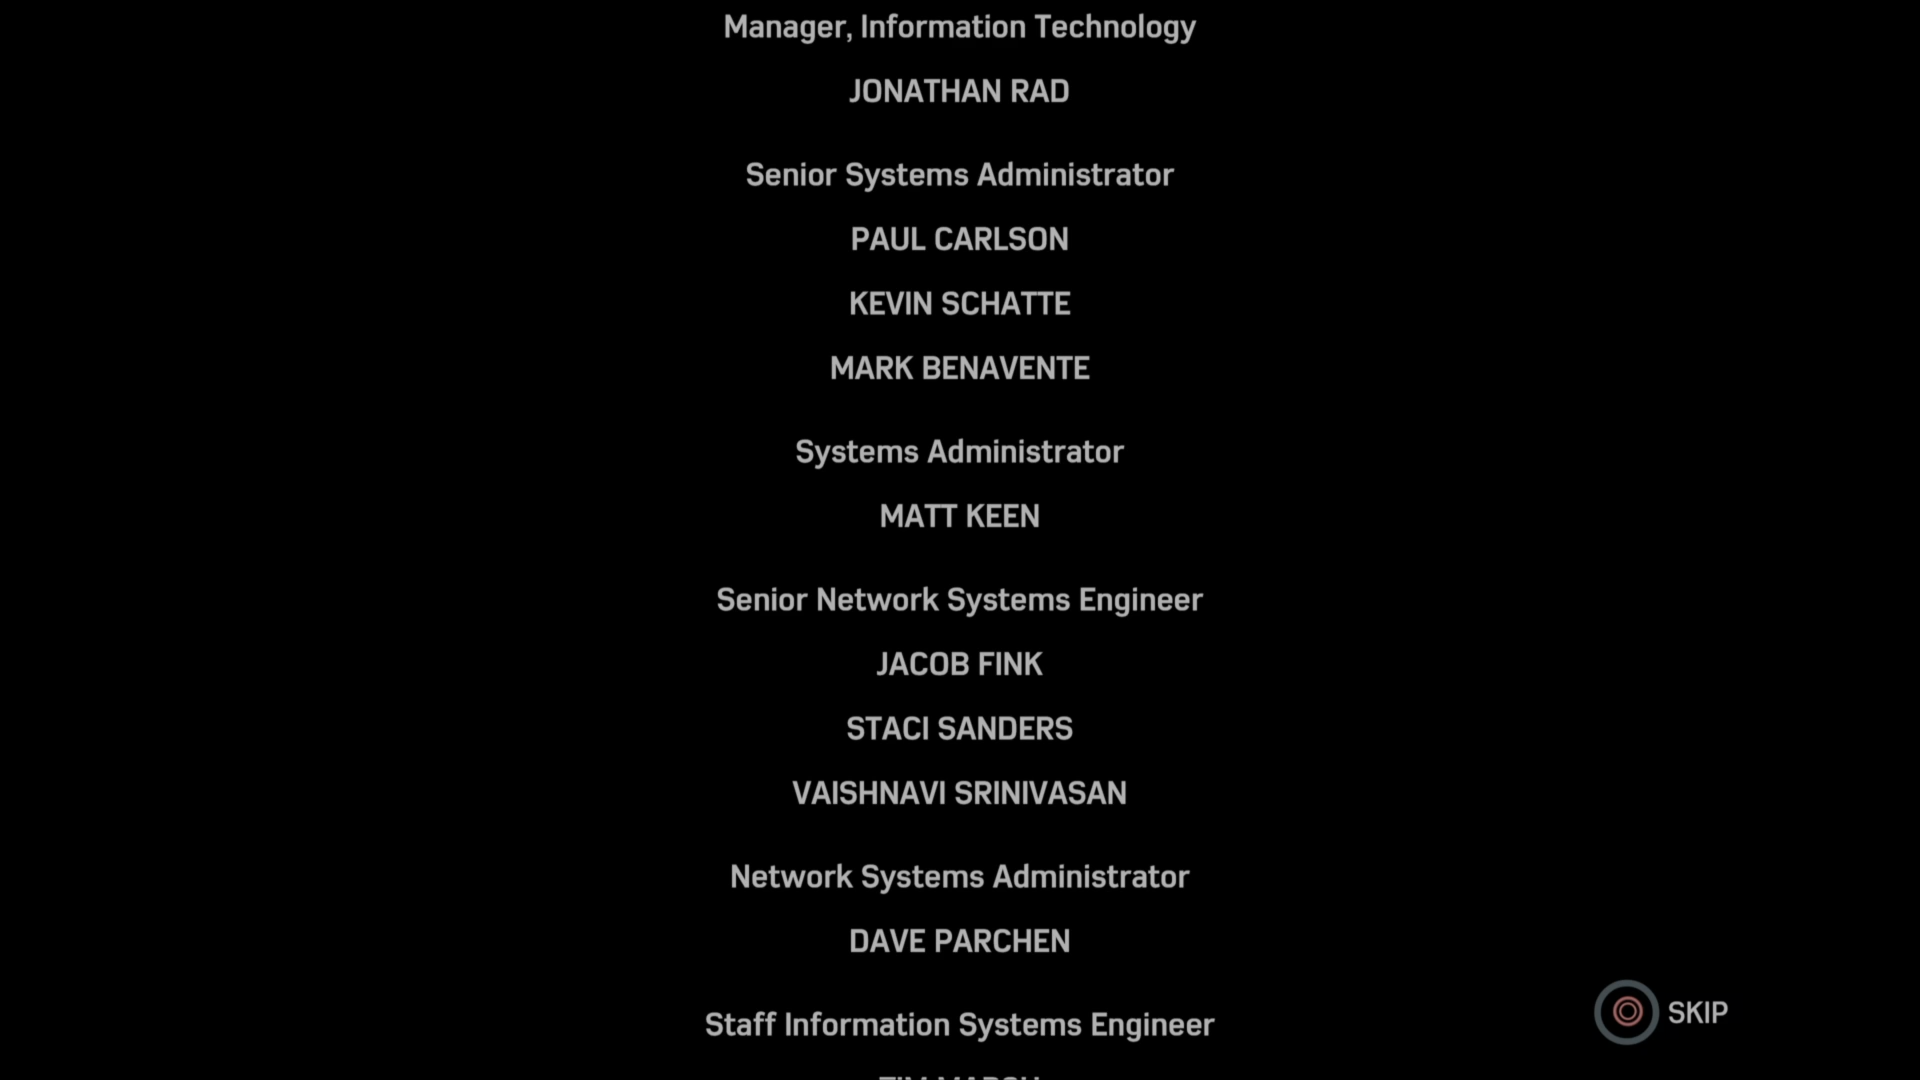 Manager, Information Technology
JONATHAN RAD
Senior Systems Administrator
PAUL CARLSON
KEVIN SCHATTE
MARK BENAVENTE
Systems Administrator
MATT KEEN
Senior Network Systems Engineer
JACOB FINK
STACI SANDERS
VAISHNAVI SRINIVASAN
Network Systems Administrator
DAVE PARCHEN
Staff Information Systems Engineer
SKIP